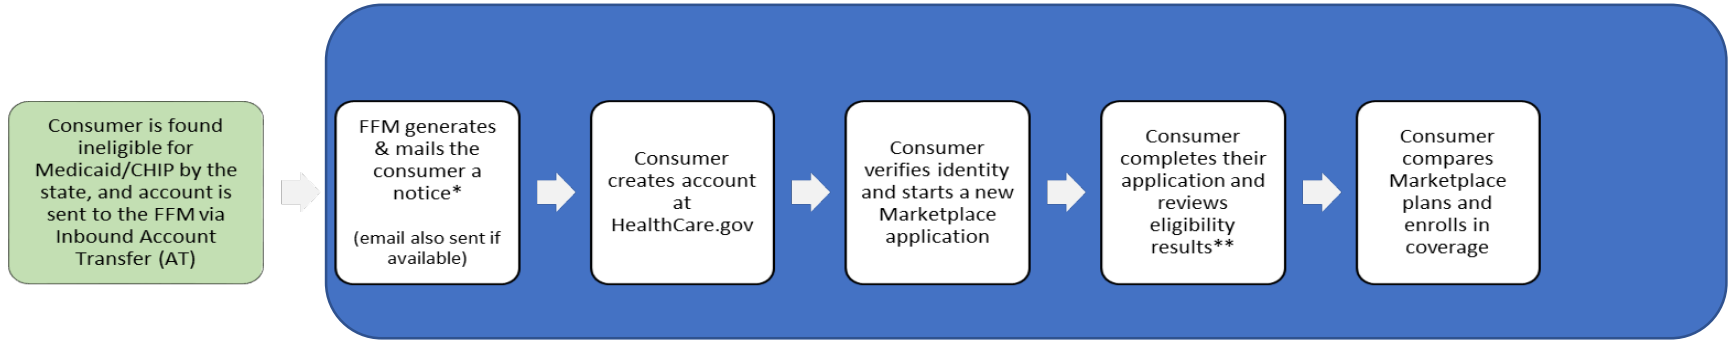 Consumer is found
ineligible for
Medicaid/CHIP by the
state, and account is
sent to the FFM via
Inbound Account
Transfer (AT)
FFM generates
& mails the
consumer a
notice*
(email also sent if
available)
Consumer
creates account
at
HealthCare.gov
Consumer
verifies identity
and starts a new
Marketplace
application
Consumer
completes their
application and
reviews
eligibility
results**
Consumer
compares
Marketplace
plans and
enrolls in
coverage